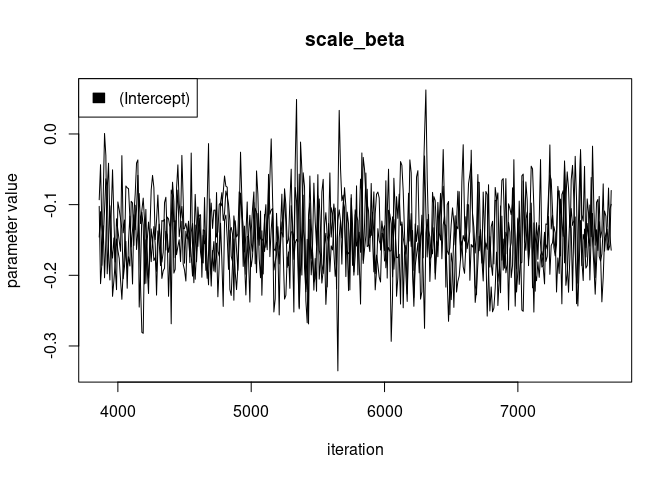 scale_beta
(Intercept)
parameter value
0.0
-0.1
-0.2
-0.3
4000 5000 6000 7000
iteration